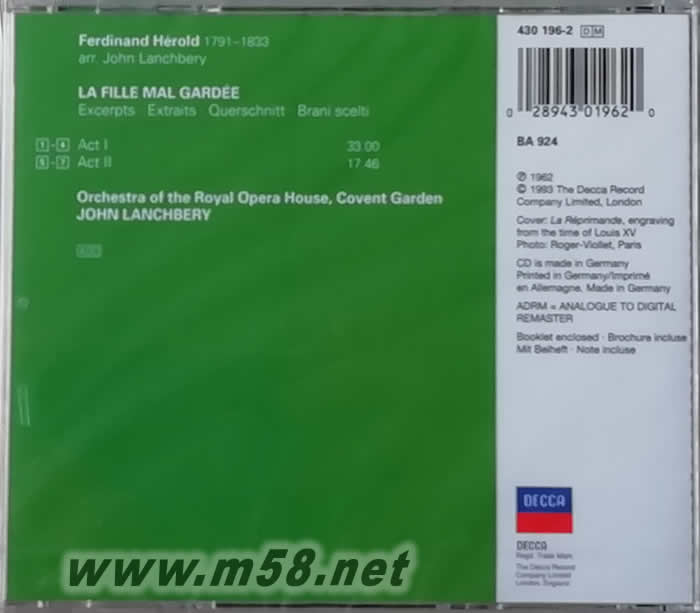 Ferdinand Hérold 1791–1833
arr. John Lanchbery
LA FILLE MAL GARDÉE
Excerpts · Extraits · Querschnitt · Brani scelti
1-4 Act I 33 00
5-7 Act II 17 46
Orchestra of the Royal Opera House, Covent Garden
JOHN LANCHBERY
430 196-2 DM
0 28943 01962 0
BA 924
℗ 1962
© 1993 The Decca Record
Company Limited, London
Cover: La Réprimande, engraving
from the time of Louis XV
Photo: Roger-Viollet, Paris
CD is made in Germany
Printed in Germany/Imprimé
en Allemagne. Made in Germany
ADRM = ANALOGUE TO DIGITAL
REMASTER
Booklet enclosed · Brochure incluse
Mit Beiheft · Note incluse
DECCA
DECCA
Regd. Trade Mark
The Decca Record
Company Limited
London, England
www.m58.net